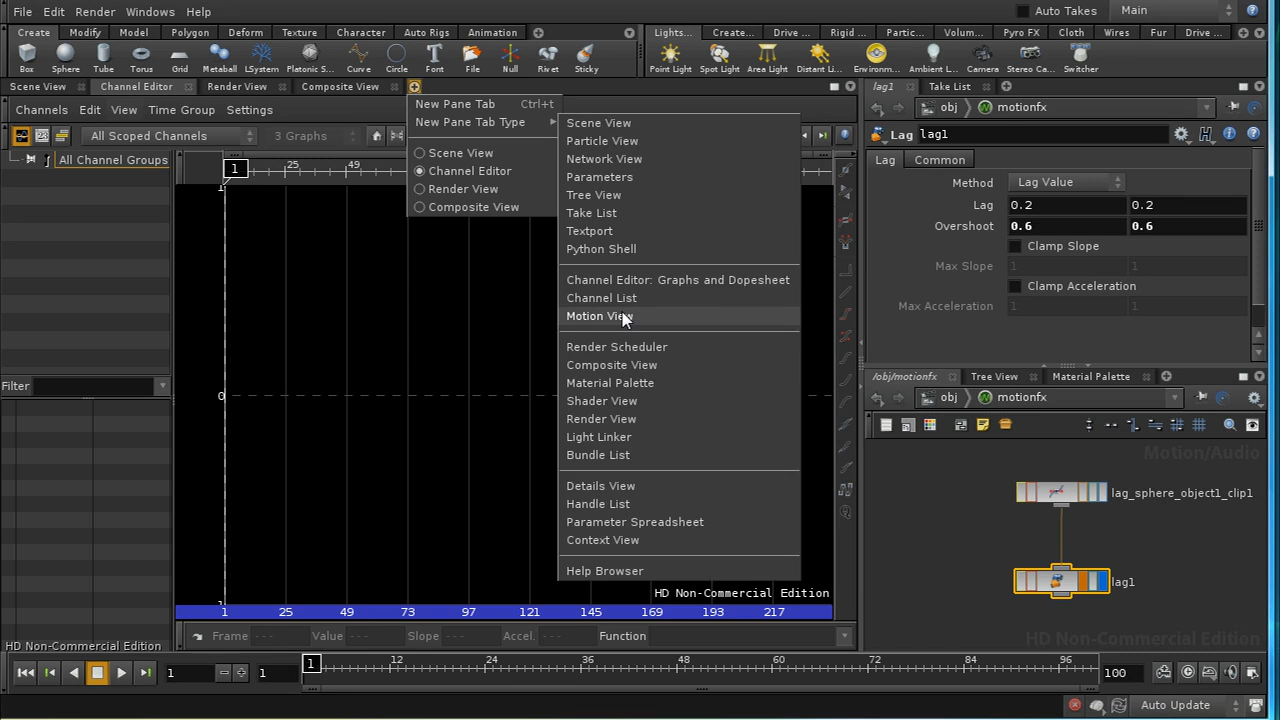 File Edit Render Windows Help Auto Takes Main
Create Modify Model Polygon Deform Texture Character Auto Rigs Animation
Lights... Create... Drive ... Rigid ... Partic... Volum... Pyro FX Cloth Wires Fur Drive ...
Box Sphere Tube Torus Grid Metaball LSystem Platonic S... Curve Circle Font File Null Rivet Sticky
Point Light Spot Light Area Light Distant Li... Environm... Ambient L... Camera Stereo Ca... Switcher
Scene View Channel Editor Render View Composite View
lag1 Take List
Channels Edit View Time Group Settings
obj motionfx
All Scoped Channels 3 Graphs
Lag lag1
All Channel Groups
1 25 49
Lag Common
New Pane Tab Ctrl+t
New Pane Tab Type
Scene View
Channel Editor
Render View
Composite View
Scene View
Particle View
Network View
Parameters
Tree View
Take List
Textport
Python Shell
Channel Editor: Graphs and Dopesheet
Channel List
Motion View
Render Scheduler
Composite View
Material Palette
Shader View
Render View
Light Linker
Bundle List
Details View
Handle List
Parameter Spreadsheet
Context View
Help Browser
Method Lag Value
Lag 0.2 0.2
Overshoot 0.6 0.6
Clamp Slope
Max Slope 1 1
Clamp Acceleration
Max Acceleration 1 1
1
0
Filter
/obj/motionfx Tree View Material Palette
obj motionfx
Motion/Audio
lag_sphere_object1_clip1
lag1
HD Non-Commercial Edition
HD Non-Commercial Edition
1 25 49 73 97 121 145 169 193 217
Frame --- Value --- Slope --- Accel. --- Function
HD Non-Commercial Edition
1 1 1 12 24 36 48 60 72 84 96 100
Auto Update